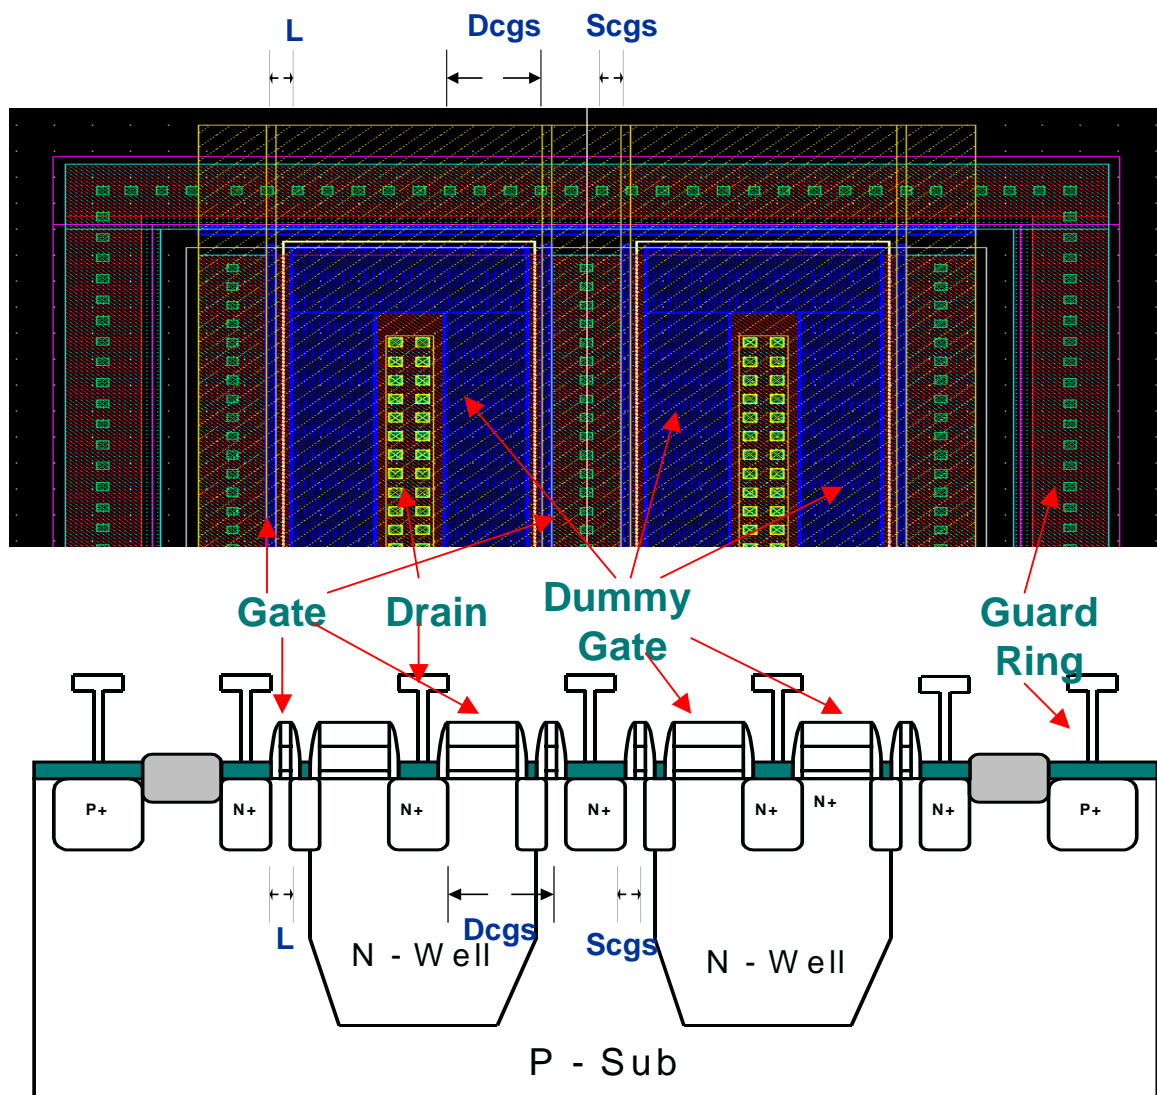 L
Dcgs
Scgs
Gate
Drain
Dummy
Gate
Guard
Ring
P+
N+
N+
N+
N+
N+
N+
P+
L
Dcgs
Scgs
N - Well
N - Well
P - Sub